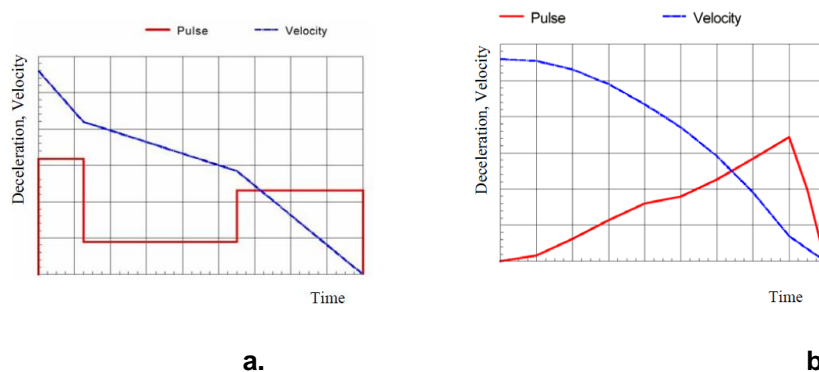 Pulse Velocity
Deceleration, Velocity
Time
a.
Pulse Velocity
Deceleration, Velocity
Time
b